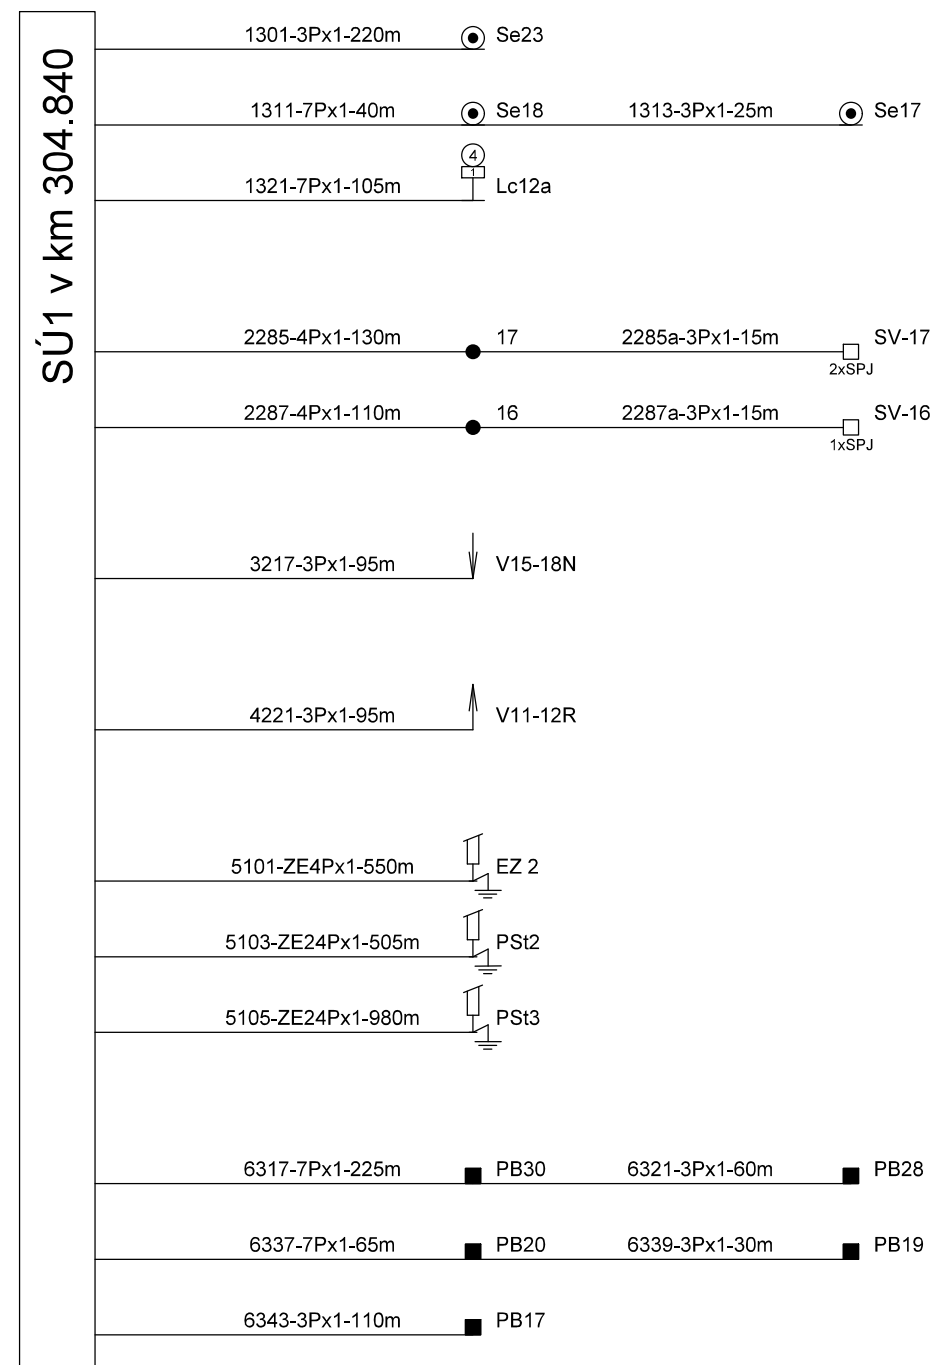 SÚ1 v km 304.840
1301-3Px1-220m Se23
1311-7Px1-40m Se18 1313-3Px1-25m Se17
4
1
1321-7Px1-105m Lc12a
2285-4Px1-130m 17 2285a-3Px1-15m SV-17
2xSPJ
2287-4Px1-110m 16 2287a-3Px1-15m SV-16
1xSPJ
3217-3Px1-95m V15-18N
4221-3Px1-95m V11-12R
5101-ZE4Px1-550m EZ 2
5103-ZE24Px1-505m PSt2
5105-ZE24Px1-980m PSt3
6317-7Px1-225m PB30 6321-3Px1-60m PB28
6337-7Px1-65m PB20 6339-3Px1-30m PB19
6343-3Px1-110m PB17